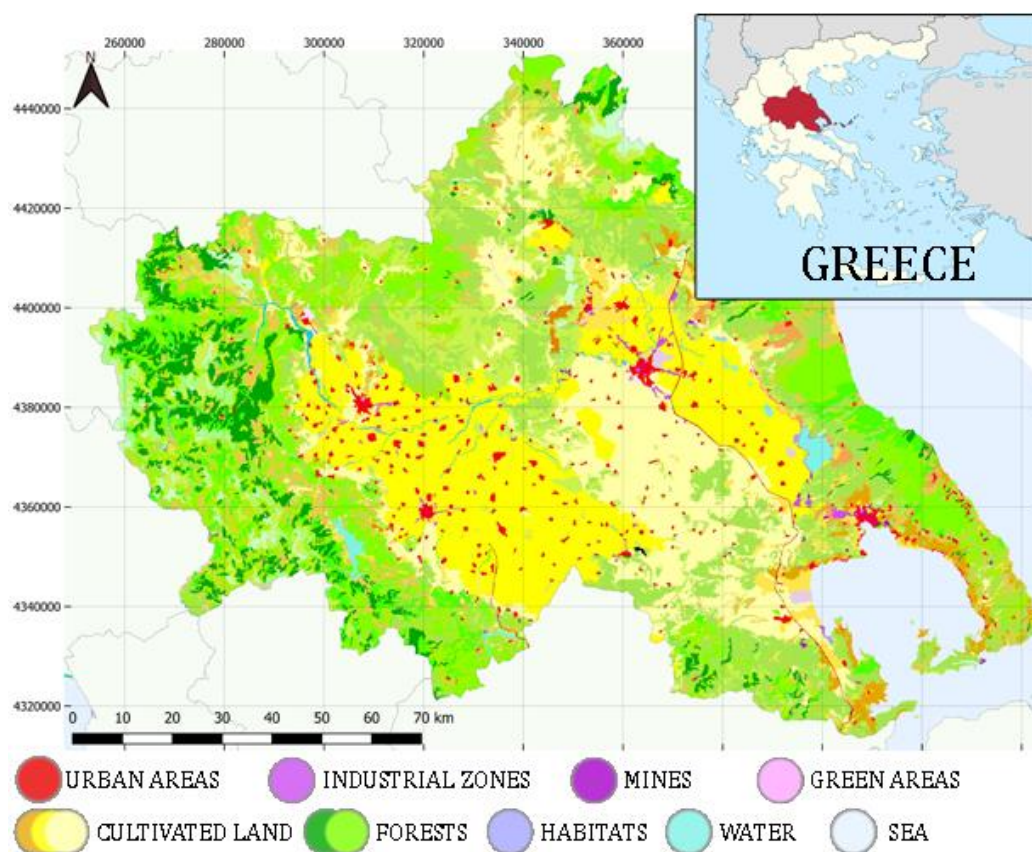 260000 280000 300000 320000 340000 360000
N
4440000
4420000
4400000
4380000
4360000
4340000
4320000
GREECE
0 10 20 30 40 50 60 70 km
URBAN AREAS INDUSTRIAL ZONES MINES GREEN AREAS
CULTIVATED LAND FORESTS HABITATS WATER SEA